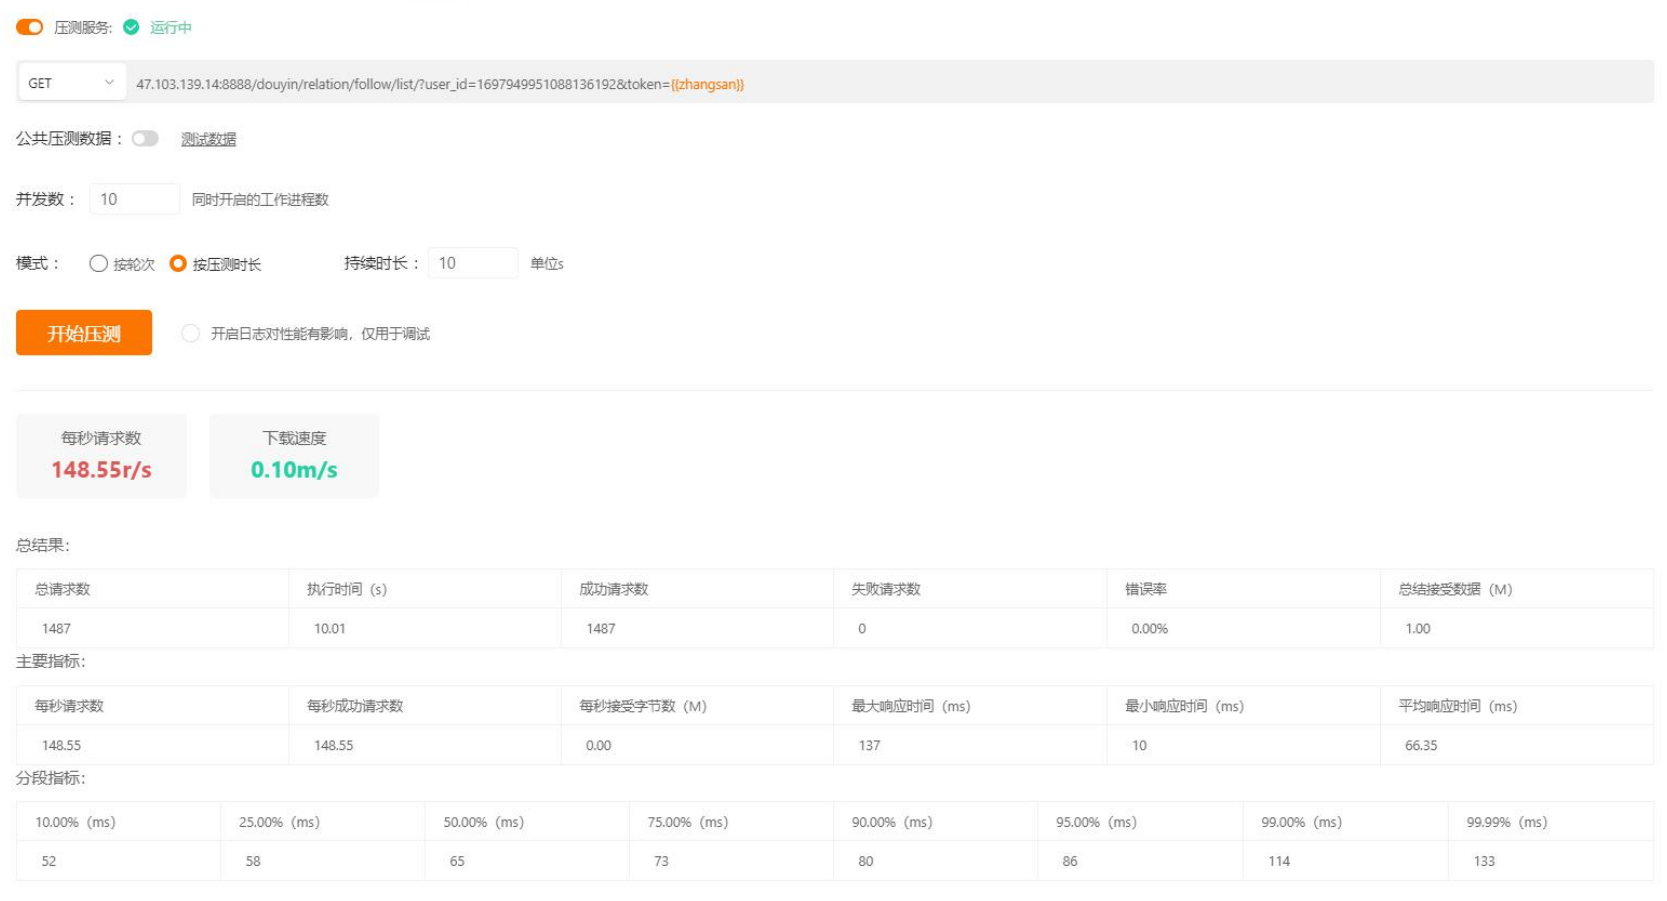 压测服务: 运行中
GET 47.103.139.14:8888/douyin/relation/follow/list/?user_id=1697949951088136192&token={{zhangsan}}
公共压测数据： 测试数据
并发数： 10 同时开启的工作进程数
模式： 按轮次 按压测时长 持续时长： 10 单位s
开始压测 开启日志对性能有影响，仅用于调试
每秒请求数 下载速度
148.55r/s 0.10m/s
总结果：
总请求数 执行时间（s） 成功请求数 失败请求数 错误率 总结接受数据（M）
1487 10.01 1487 0 0.00% 1.00
主要指标：
每秒请求数 每秒成功请求数 每秒接受字节数（M） 最大响应时间（ms） 最小响应时间（ms） 平均响应时间（ms）
148.55 148.55 0.00 137 10 66.35
分段指标：
10.00%（ms） 25.00%（ms） 50.00%（ms） 75.00%（ms） 90.00%（ms） 95.00%（ms） 99.00%（ms） 99.99%（ms）
52 58 65 73 80 86 114 133